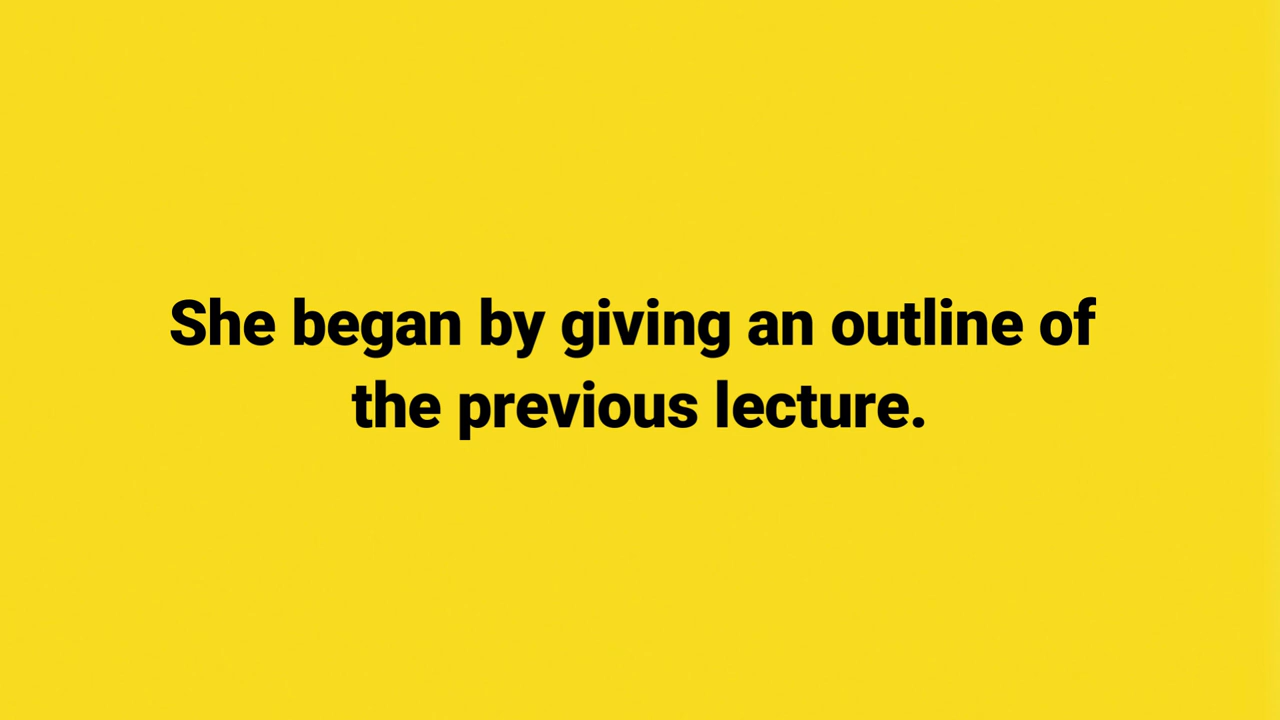 She began by giving an outline of
the previous lecture.